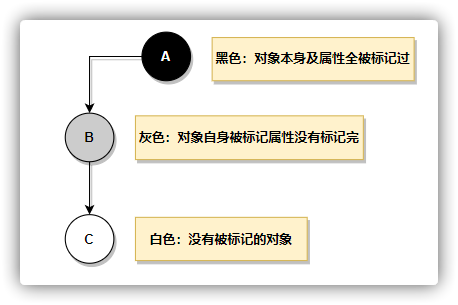 A
黑色：对象本身及属性全被标记过
B
灰色：对象自身被标记属性没有标记完
C
白色：没有被标记的对象